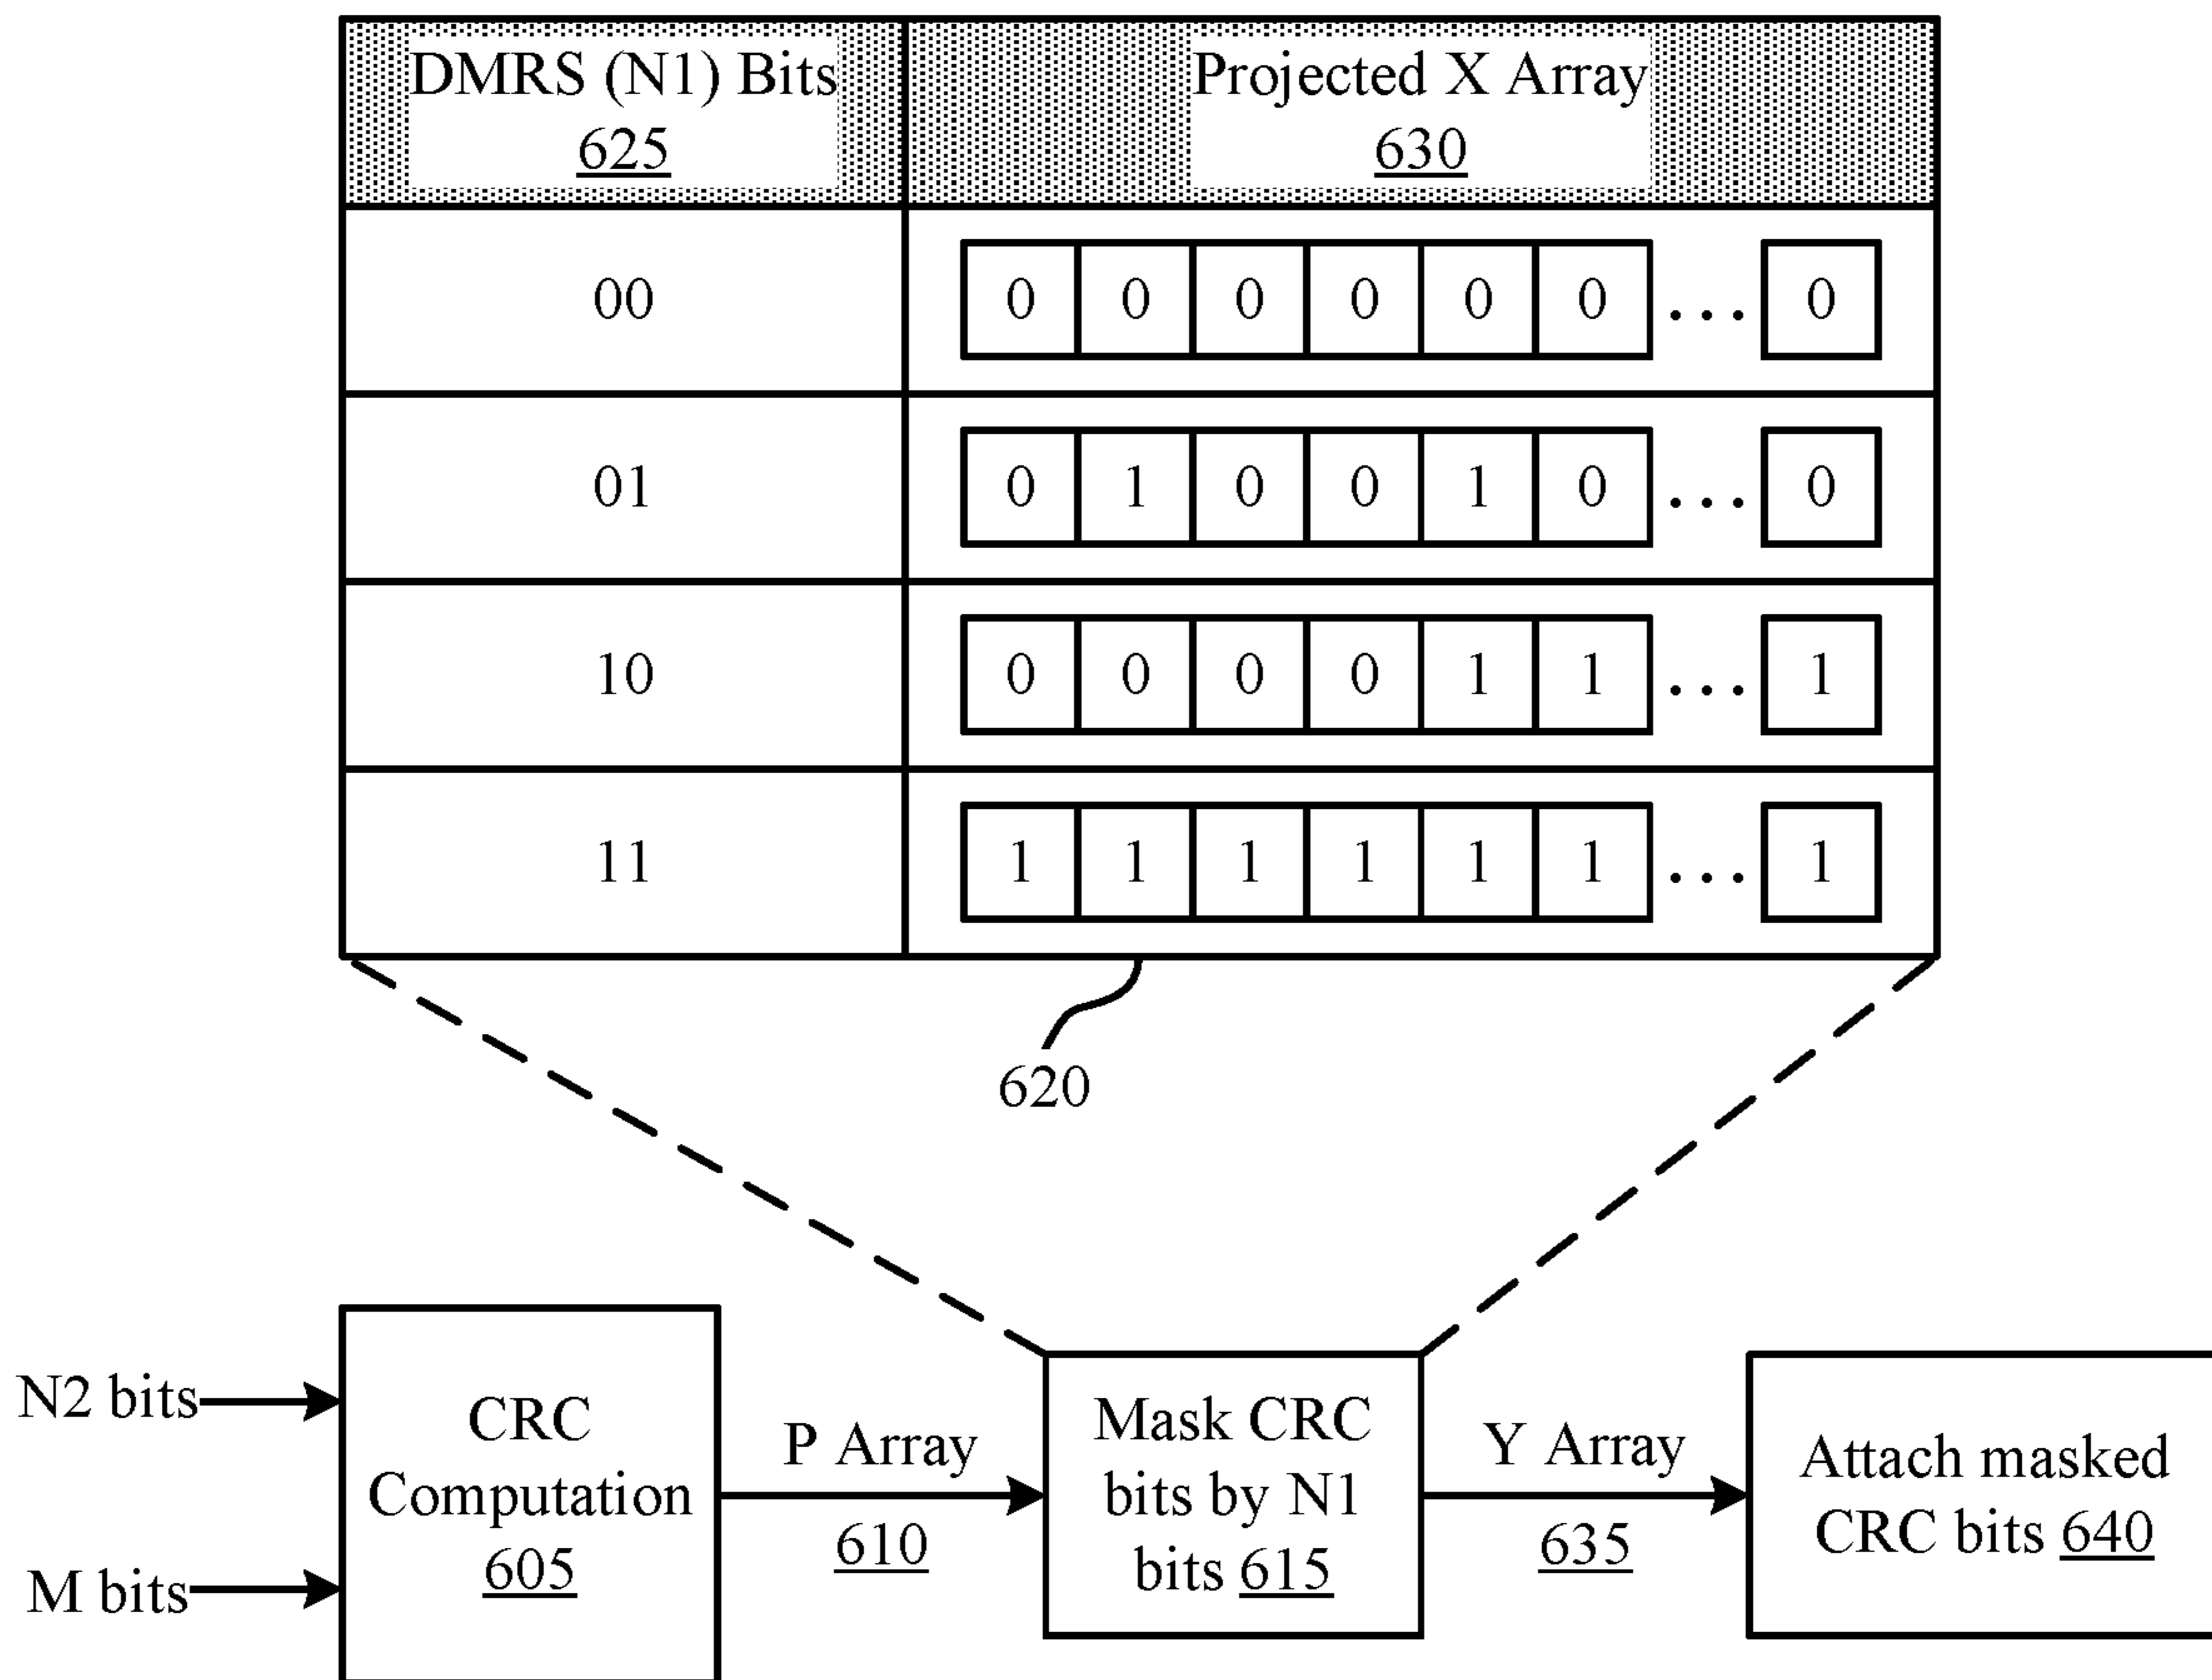 DMRS (N1) Bits
625
Projected X Array
630
00
0 0 0 0 0 0 ... 0
01
0 1 0 0 1 0 ... 0
10
0 0 0 0 1 1 ... 1
11
1 1 1 1 1 1 ... 1
620
N2 bits
M bits
CRC
Computation
605
P Array
610
Mask CRC
bits by N1
bits 615
Y Array
635
Attach masked
CRC bits 640